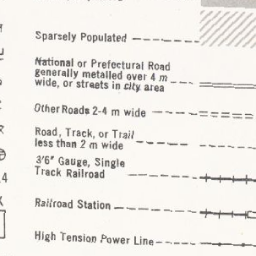 Sparsely Populated
National or Prefectural Road
generally metalled over 4 m
wide, or streets in city area
Other Roads 2-4 m wide
Road, Track, or Trail
less than 2 m wide
3'6" Gauge, Single
Track Railroad
4
Railroad Station
High Tension Power Line